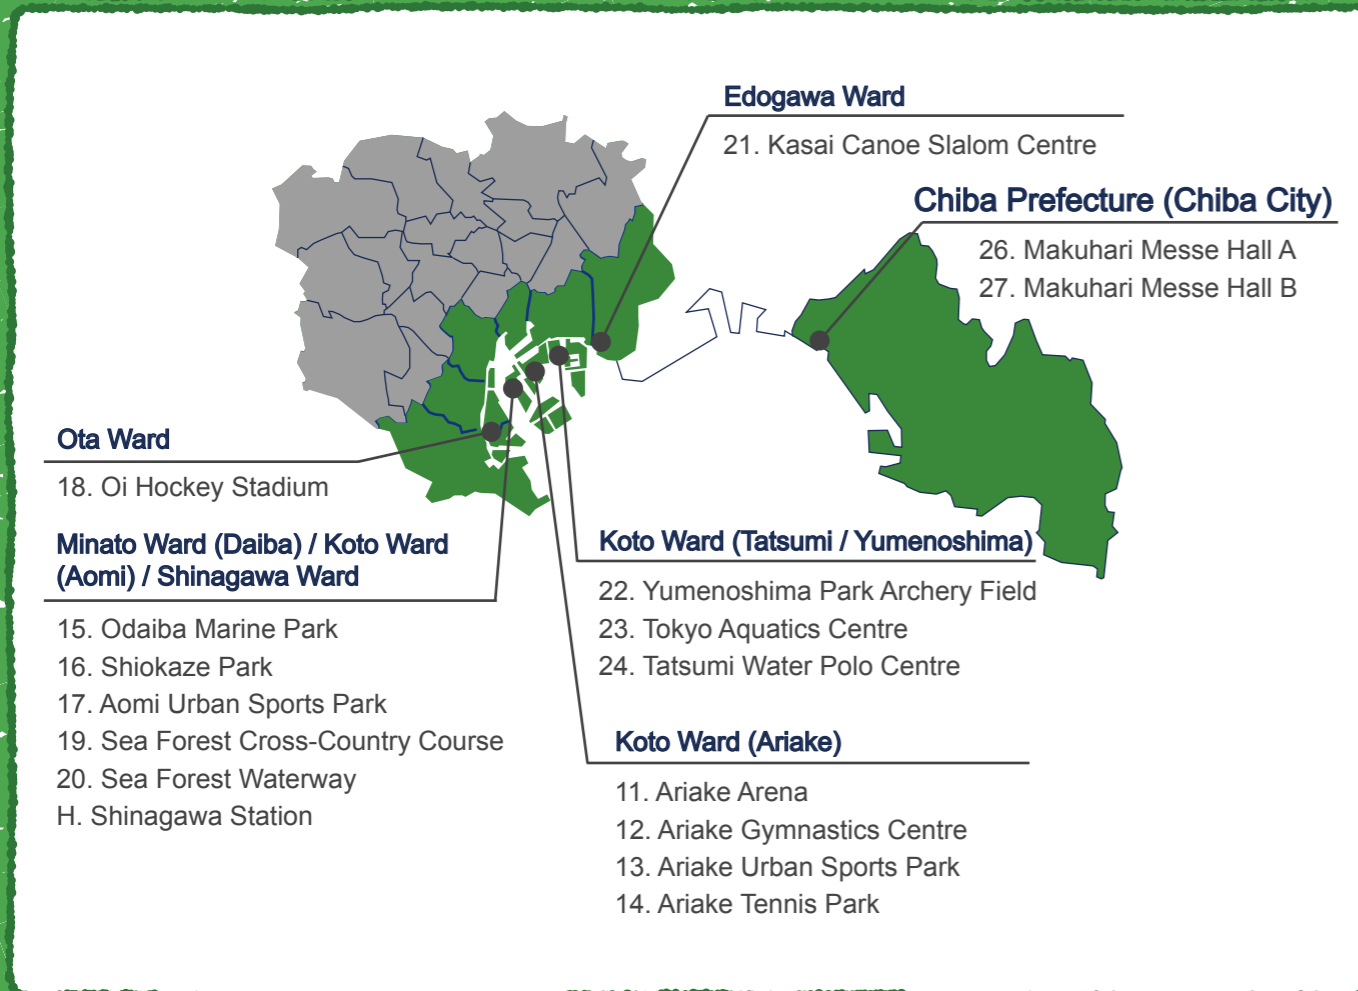 Edogawa Ward
21. Kasai Canoe Slalom Centre
Chiba Prefecture (Chiba City)
26. Makuhari Messe Hall A
27. Makuhari Messe Hall B
Ota Ward
18. Oi Hockey Stadium
Minato Ward (Daiba) / Koto Ward
(Aomi) / Shinagawa Ward
15. Odaiba Marine Park
16. Shiokaze Park
17. Aomi Urban Sports Park
19. Sea Forest Cross-Country Course
20. Sea Forest Waterway
H. Shinagawa Station
Koto Ward (Tatsumi / Yumenoshima)
22. Yumenoshima Park Archery Field
23. Tokyo Aquatics Centre
24. Tatsumi Water Polo Centre
Koto Ward (Ariake)
11. Ariake Arena
12. Ariake Gymnastics Centre
13. Ariake Urban Sports Park
14. Ariake Tennis Park